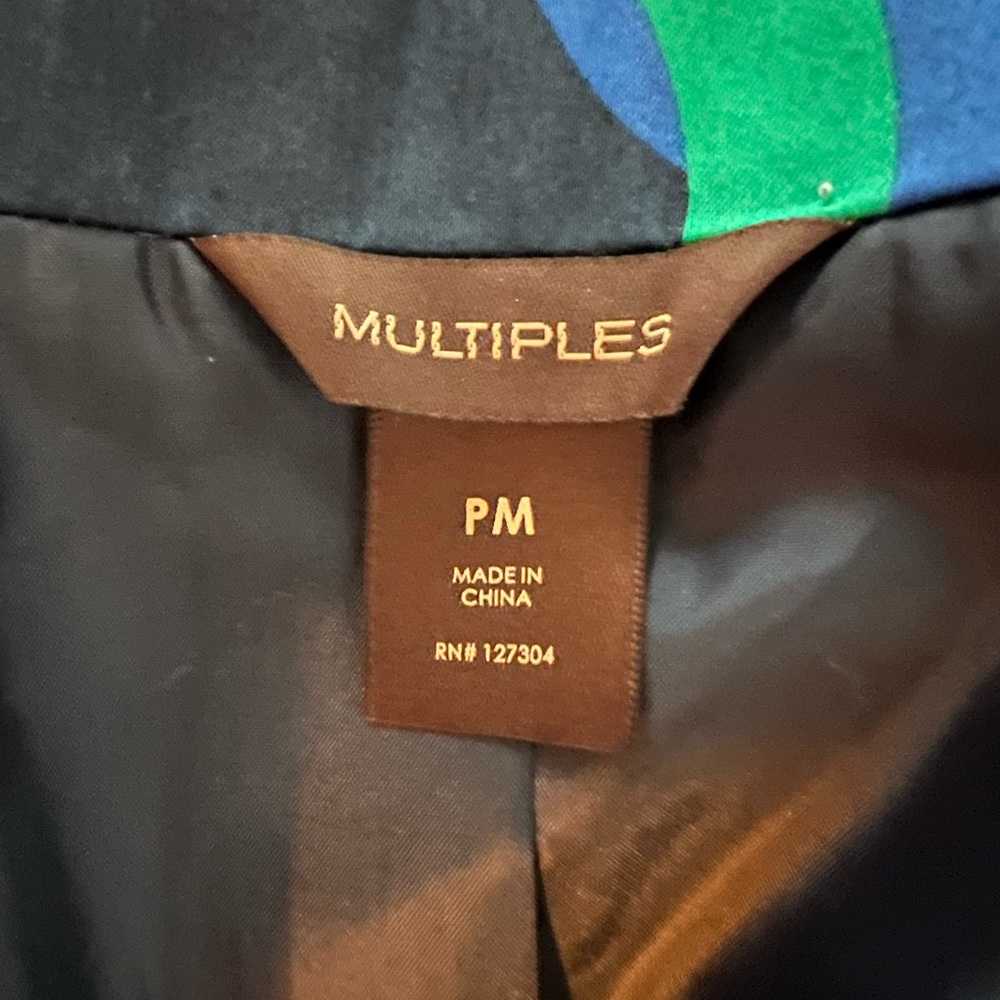 MULTIPLES
PM
MADE IN
CHINA
RN# 127304